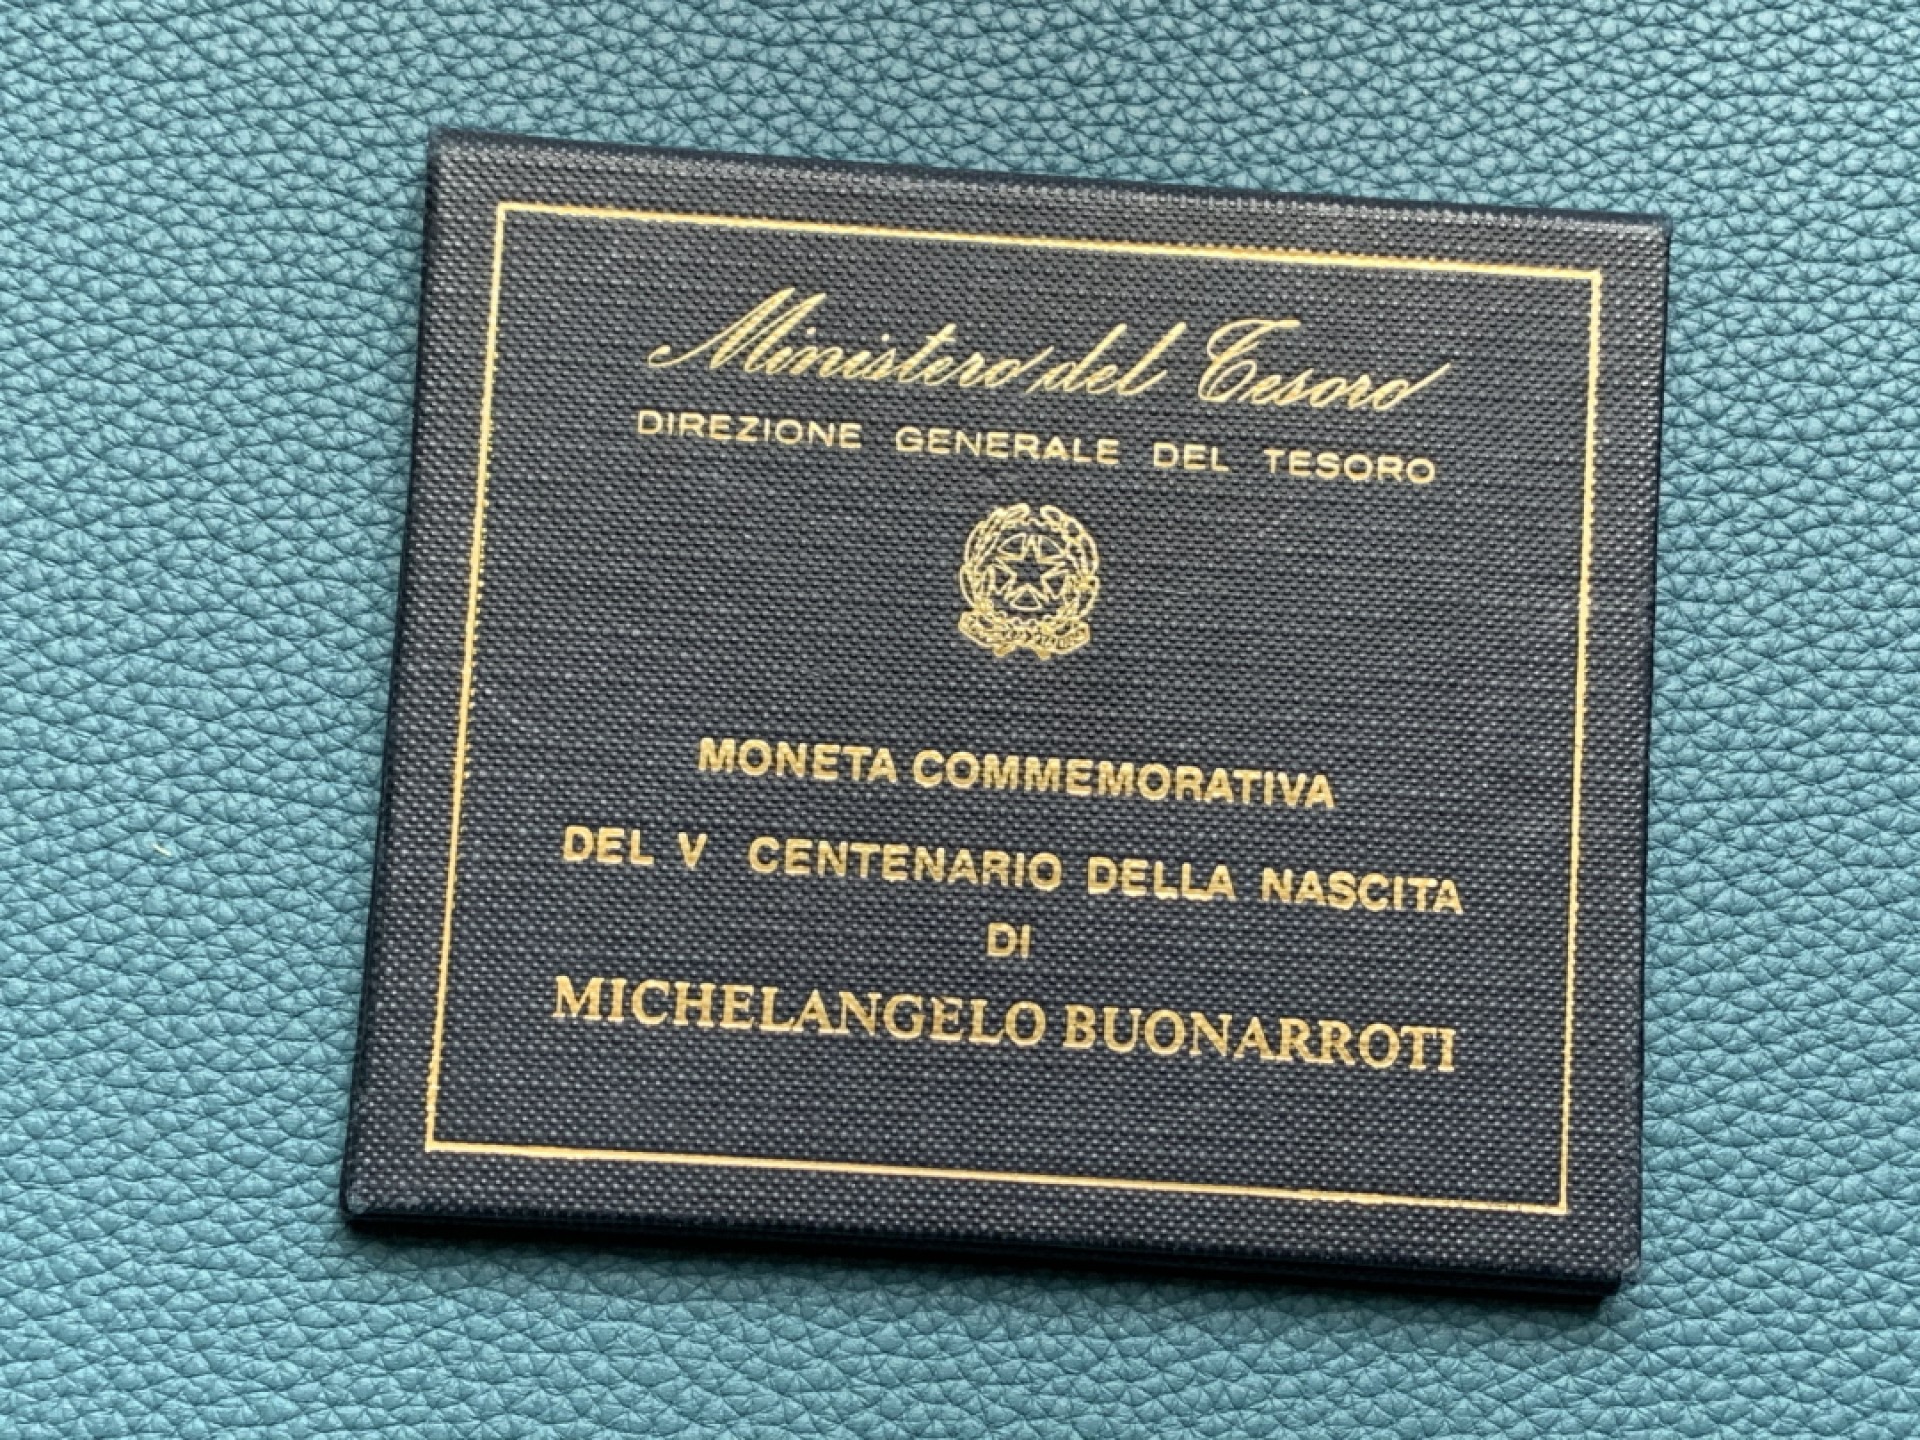 Ministero del Tesoro
DIREZIONE GENERALE DEL TESORO
MONETA COMMEMORATIVA
DEL V CENTENARIO DELLA NASCITA
DI
MICHELANGELO BUONARROTI